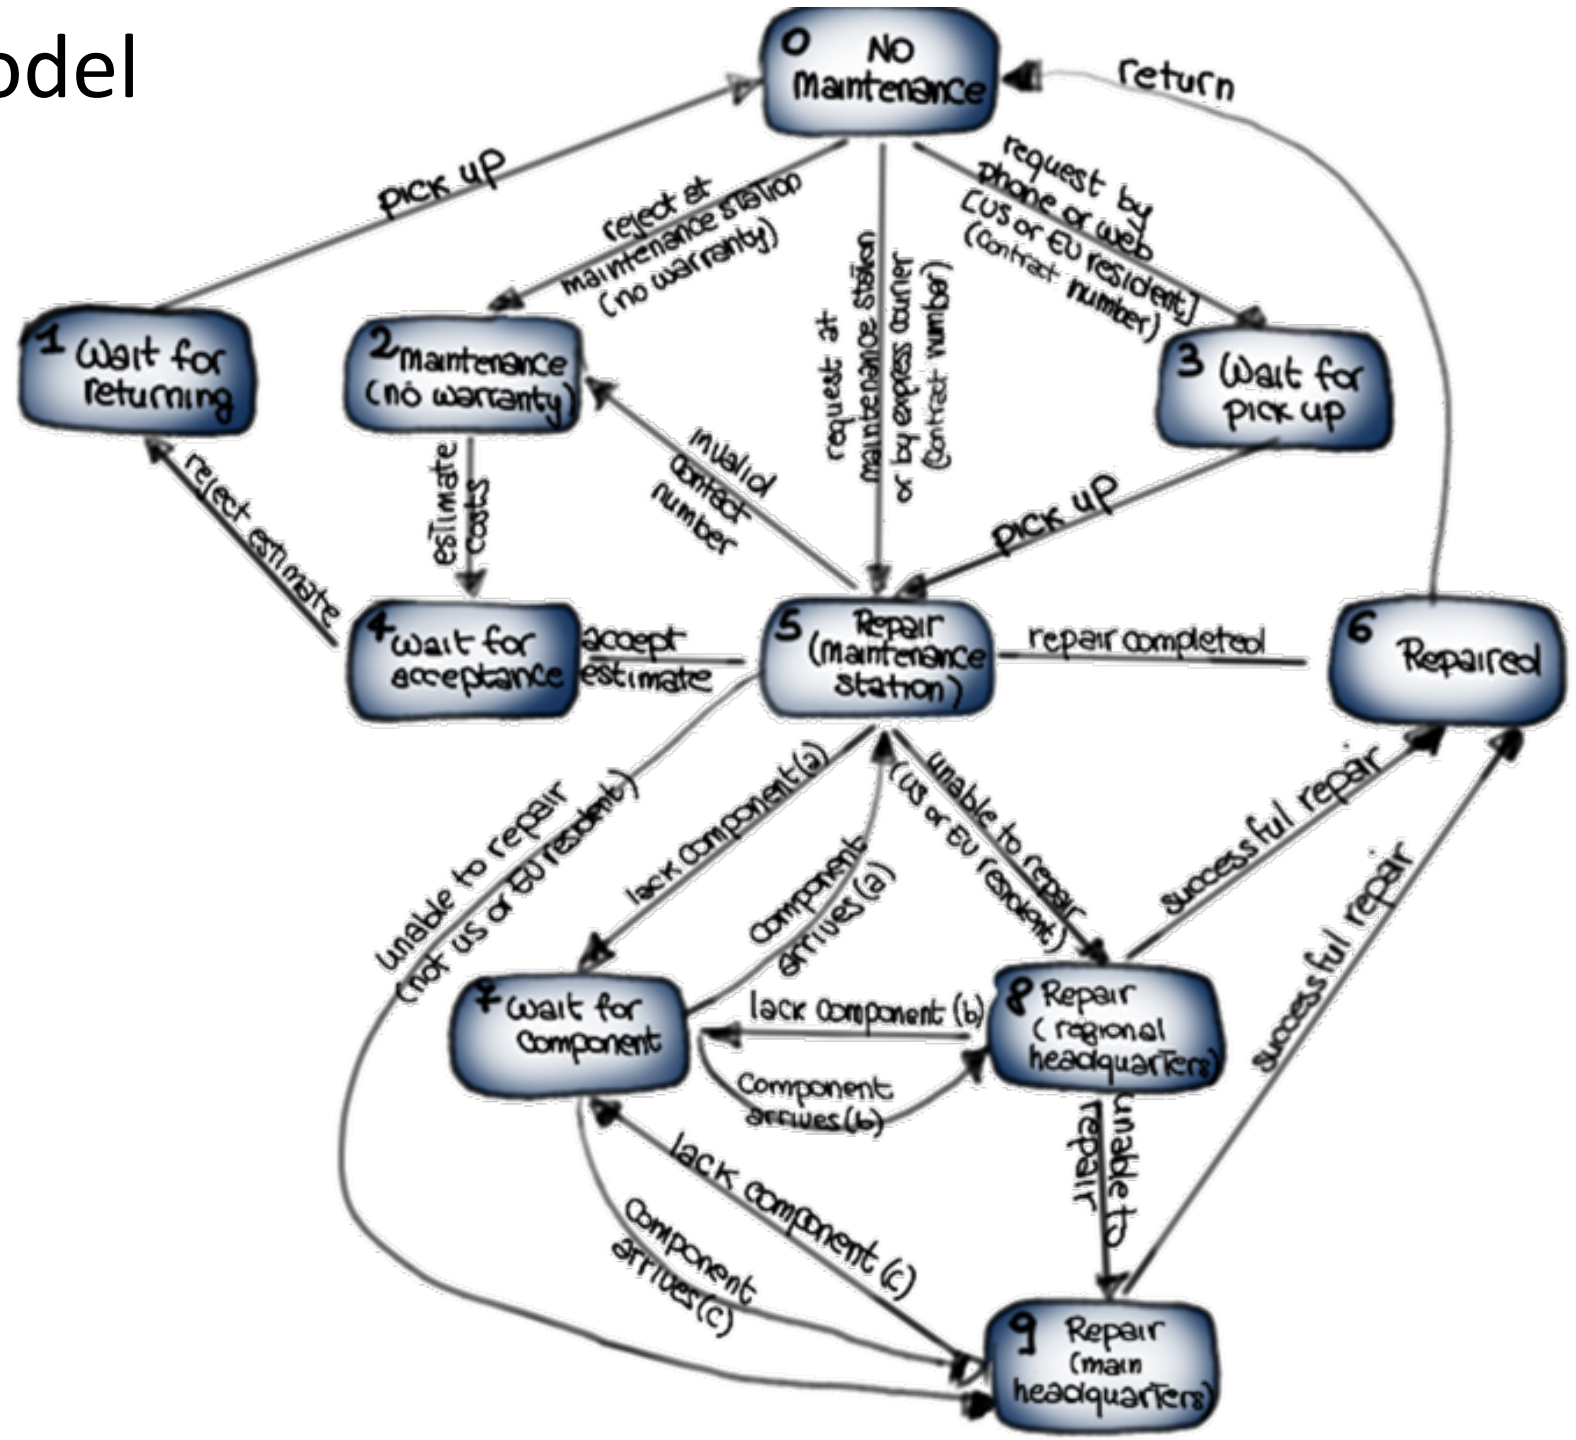 odel
0 NO
Maintenance
return
pick up
reject at
maintenance station
(no warranty)
request at
maintenance station
or by express courier
(contract number)
request by
phone or web
[US or EU resident]
(contract number)
1 Wait for
returning
2 maintenance
(no warranty)
3 Wait for
pick up
reject estimate
estimate
costs
invalid
contact
number
pick up
4 wait for
acceptance
accept
estimate
5 Repair
(maintenance
station)
repair completed
6 Repaired
unable to repair
(not us or EU resident)
lack component(a)
component
arrives(a)
unable to repair
(us or EU resident)
successful repair
successful repair
7 wait for
component
lack component (b)
component
arrives(b)
8 Repair
(regional
headquarters)
unable to
repair
lack component (c)
component
arrives(c)
9 Repair
(main
headquarters)